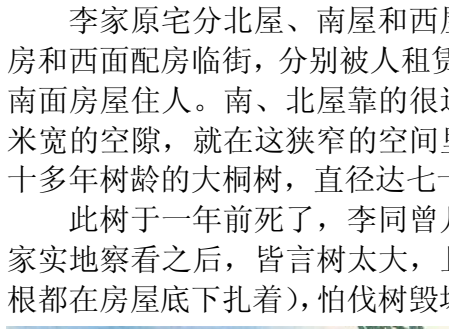 李家原宅分北屋、南屋和西
房和西面配房临街，分别被人租赁
南面房屋住人。南、北屋靠的很近
米宽的空隙，就在这狭窄的空间里
十多年树龄的大桐树，直径达七十
此树于一年前死了，李同曾
家实地察看之后，皆言树太大，
根都在房屋底下扎着），怕伐树毁坏